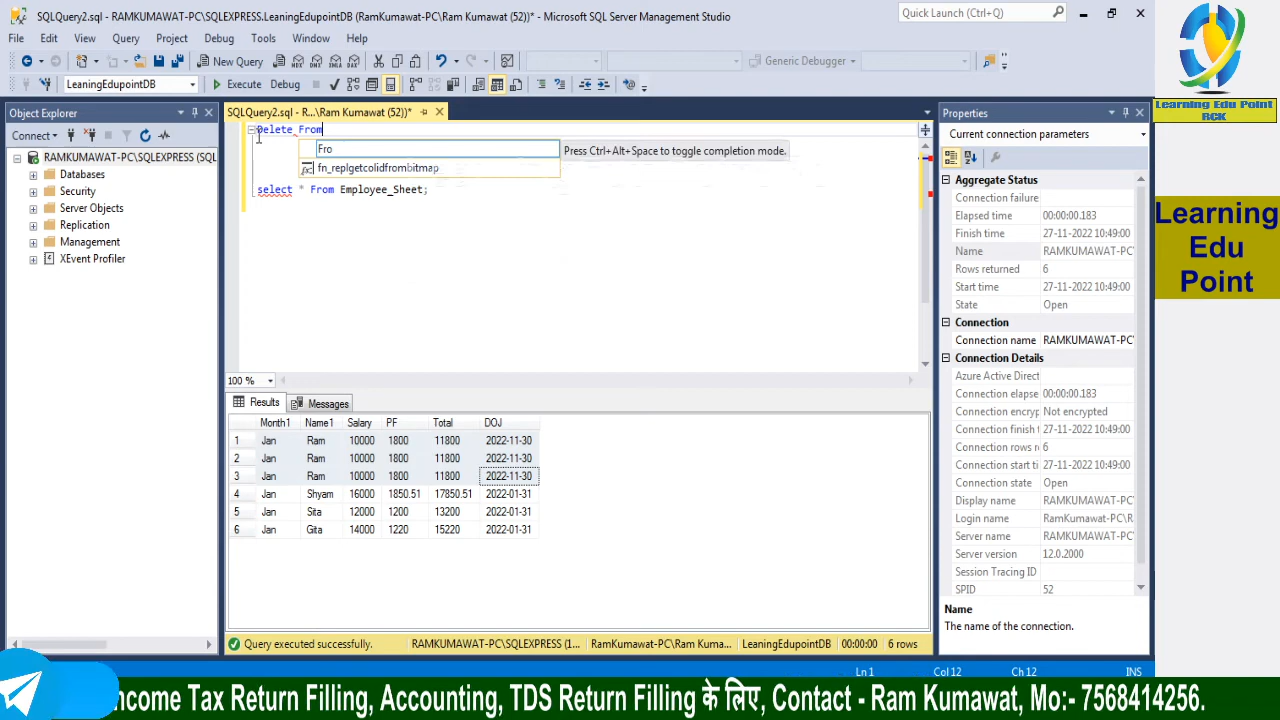 SQLQuery2.sql - RAMKUMAWAT-PC\SQLEXPRESS.LeaningEdupointDB (RamKumawat-PC\Ram Kumawat (52))* - Microsoft SQL Server Management Studio
Quick Launch (Ctrl+Q)
File Edit View Query Project Debug Tools Window Help
New Query
Generic Debugger
LeaningEdupointDB
Execute Debug
Object Explorer
Connect
RAMKUMAWAT-PC\SQLEXPRESS (SQL
Databases
Security
Server Objects
Replication
Management
XEvent Profiler
SQLQuery2.sql - R...\Ram Kumawat (52))*
Delete From
Fro
fn_replgetcolidfrombitmap
Press Ctrl+Alt+Space to toggle completion mode.
select * From Employee_Sheet;
100 %
Results Messages
Month1 Name1 Salary PF Total DOJ
1 Jan Ram 10000 1800 11800 2022-11-30
2 Jan Ram 10000 1800 11800 2022-11-30
3 Jan Ram 10000 1800 11800 2022-11-30
4 Jan Shyam 16000 1850.51 17850.51 2022-01-31
5 Jan Sita 12000 1200 13200 2022-01-31
6 Jan Gita 14000 1220 15220 2022-01-31
Query executed successfully. RAMKUMAWAT-PC\SQLEXPRESS (1... RamKumawat-PC\Ram Kuma... LeaningEdupointDB 00:00:00 6 rows
Properties
Current connection parameters
Aggregate Status
Connection failure
Elapsed time 00:00:00.183
Finish time 27-11-2022 10:49:00
Name RAMKUMAWAT-PC\
Rows returned 6
Start time 27-11-2022 10:49:00
State Open
Connection
Connection name RAMKUMAWAT-PC\
Connection Details
Azure Active Direct
Connection elapse 00:00:00.183
Connection encryp Not encrypted
Connection finish t 27-11-2022 10:49:00
Connection rows re 6
Connection start ti 27-11-2022 10:49:00
Connection state Open
Display name RAMKUMAWAT-PC\
Login name RamKumawat-PC\R
Server name RAMKUMAWAT-PC\
Server version 12.0.2000
Session Tracing ID
SPID 52
Name
The name of the connection.
Ln 1 Col 12 Ch 12 INS
Learning Edu Point
RCK
Learning
Edu
Point
Income Tax Return Filling, Accounting, TDS Return Filling के लिए, Contact - Ram Kumawat, Mo:- 7568414256.